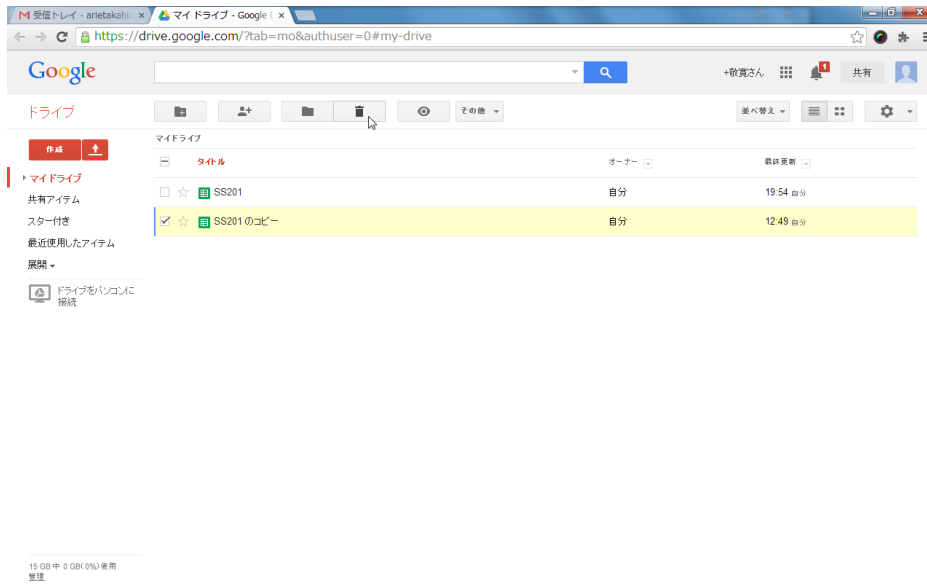 受信トレイ - arietakahir
マイ ドライブ - Google D
https://drive.google.com/?tab=mo&authuser=0#my-drive
Google
+敬寛さん
1
共有
ドライブ
その他
並べ替え
マイドライブ
作成
タイトル
オーナー
最終更新
マイドライブ
共有アイテム
スター付き
最近使用したアイテム
展開
ドライブをパソコンに
接続
SS201
自分
19:54 自分
SS201 のコピー
自分
12:49 自分
15 GB 中 0 GB(0%)使用
管理